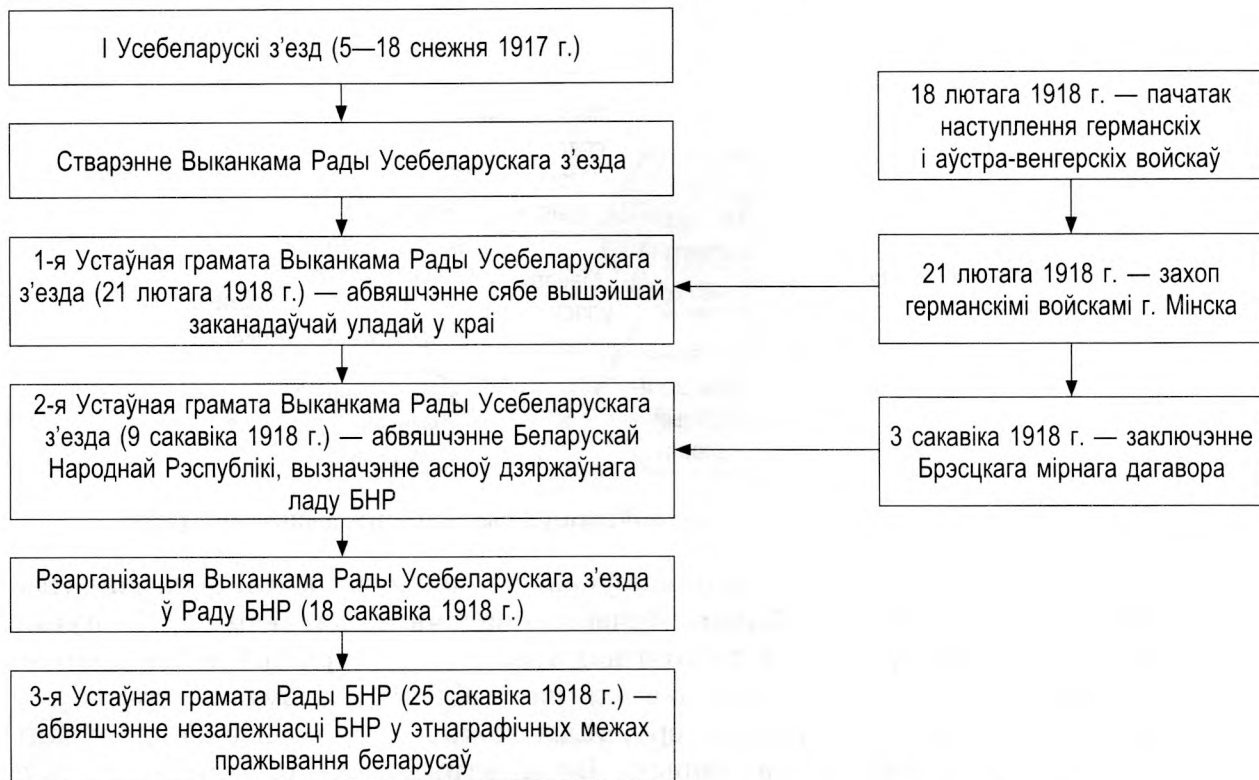 І Усебеларускі з’езд (5—18 снежня 1917 г.)
Стварэнне Выканкама Рады Усебеларускага з’езда
1-я Устаўная грамата Выканкама Рады Усебеларускага
з’езда (21 лютага 1918 г.) — абвяшчэнне сябе вышэйшай
заканадаўчай уладай у краі
2-я Устаўная грамата Выканкама Рады Усебеларускага
з’езда (9 сакавіка 1918 г.) — абвяшчэнне Беларускай
Народнай Рэспублікі, вызначэнне асноў дзяржаўнага
ладу БНР
Рэарганізацыя Выканкама Рады Усебеларускага з’езда
ў Раду БНР (18 сакавіка 1918 г.)
3-я Устаўная грамата Рады БНР (25 сакавіка 1918 г.) —
абвяшчэнне незалежнасці БНР у этнаграфічных межах
пражывання беларусаў
18 лютага 1918 г. — пачатак
наступлення германскіх
і аўстра-венгерскіх войскаў
21 лютага 1918 г. — захоп
германскімі войскамі г. Мінска
3 сакавіка 1918 г. — заключэнне
Брэсцкага мірнага дагавора